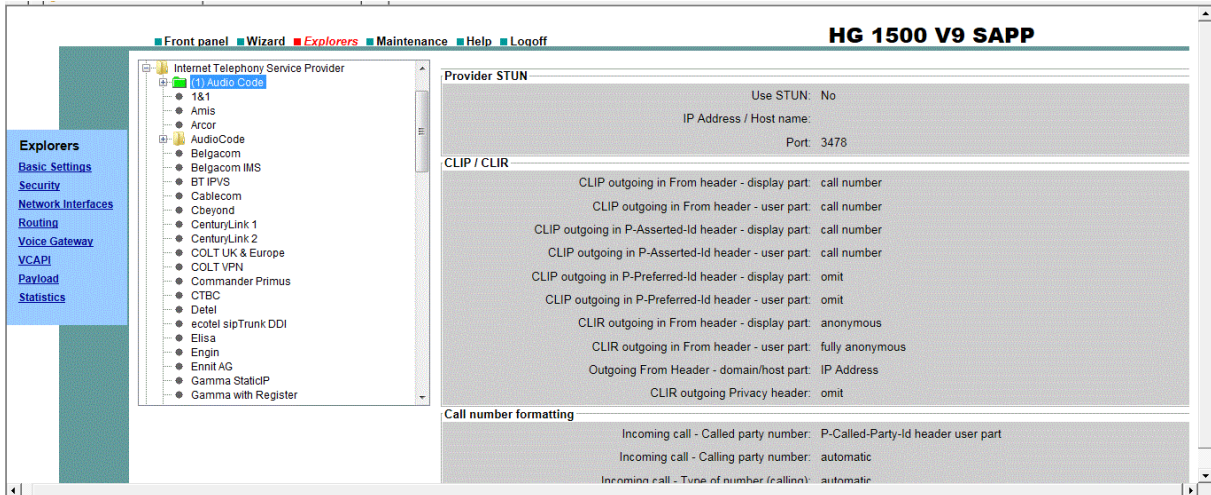 HG 1500 V9 SAPP
Front panel Wizard Explorers Maintenance Help Logoff
Explorers
Basic Settings
Security
Network Interfaces
Routing
Voice Gateway
VCAPI
Payload
Statistics
Internet Telephony Service Provider
(1) Audio Code
1&1
Amis
Arcor
AudioCode
Belgacom
Belgacom IMS
BT IPVS
Cablecom
Cbeyond
CenturyLink 1
CenturyLink 2
COLT UK & Europe
COLT VPN
Commander Primus
CTBC
Detel
ecotel sipTrunk DDI
Elisa
Engin
Ennit AG
Gamma StaticIP
Gamma with Register
Provider STUN
Use STUN: No
IP Address / Host name:
Port: 3478
CLIP / CLIR
CLIP outgoing in From header - display part: call number
CLIP outgoing in From header - user part: call number
CLIP outgoing in P-Asserted-Id header - display part: call number
CLIP outgoing in P-Asserted-Id header - user part: call number
CLIP outgoing in P-Preferred-Id header - display part: omit
CLIP outgoing in P-Preferred-Id header - user part: omit
CLIR outgoing in From header - display part: anonymous
CLIR outgoing in From header - user part: fully anonymous
Outgoing From Header - domain/host part: IP Address
CLIR outgoing Privacy header: omit
Call number formatting
Incoming call - Called party number: P-Called-Party-Id header user part
Incoming call - Calling party number: automatic
Incoming call - Type of number (calling): automatic